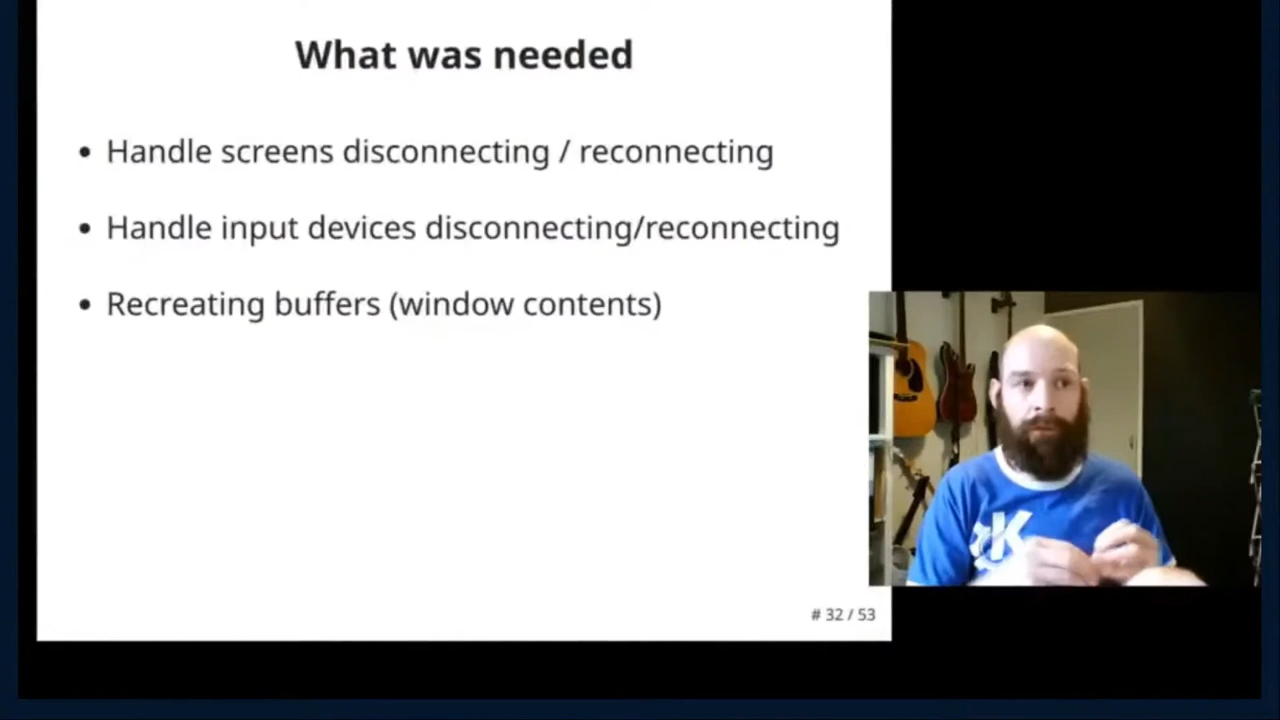 What was needed
• Handle screens disconnecting / reconnecting
• Handle input devices disconnecting/reconnecting
• Recreating buffers (window contents)
K
# 32 / 53